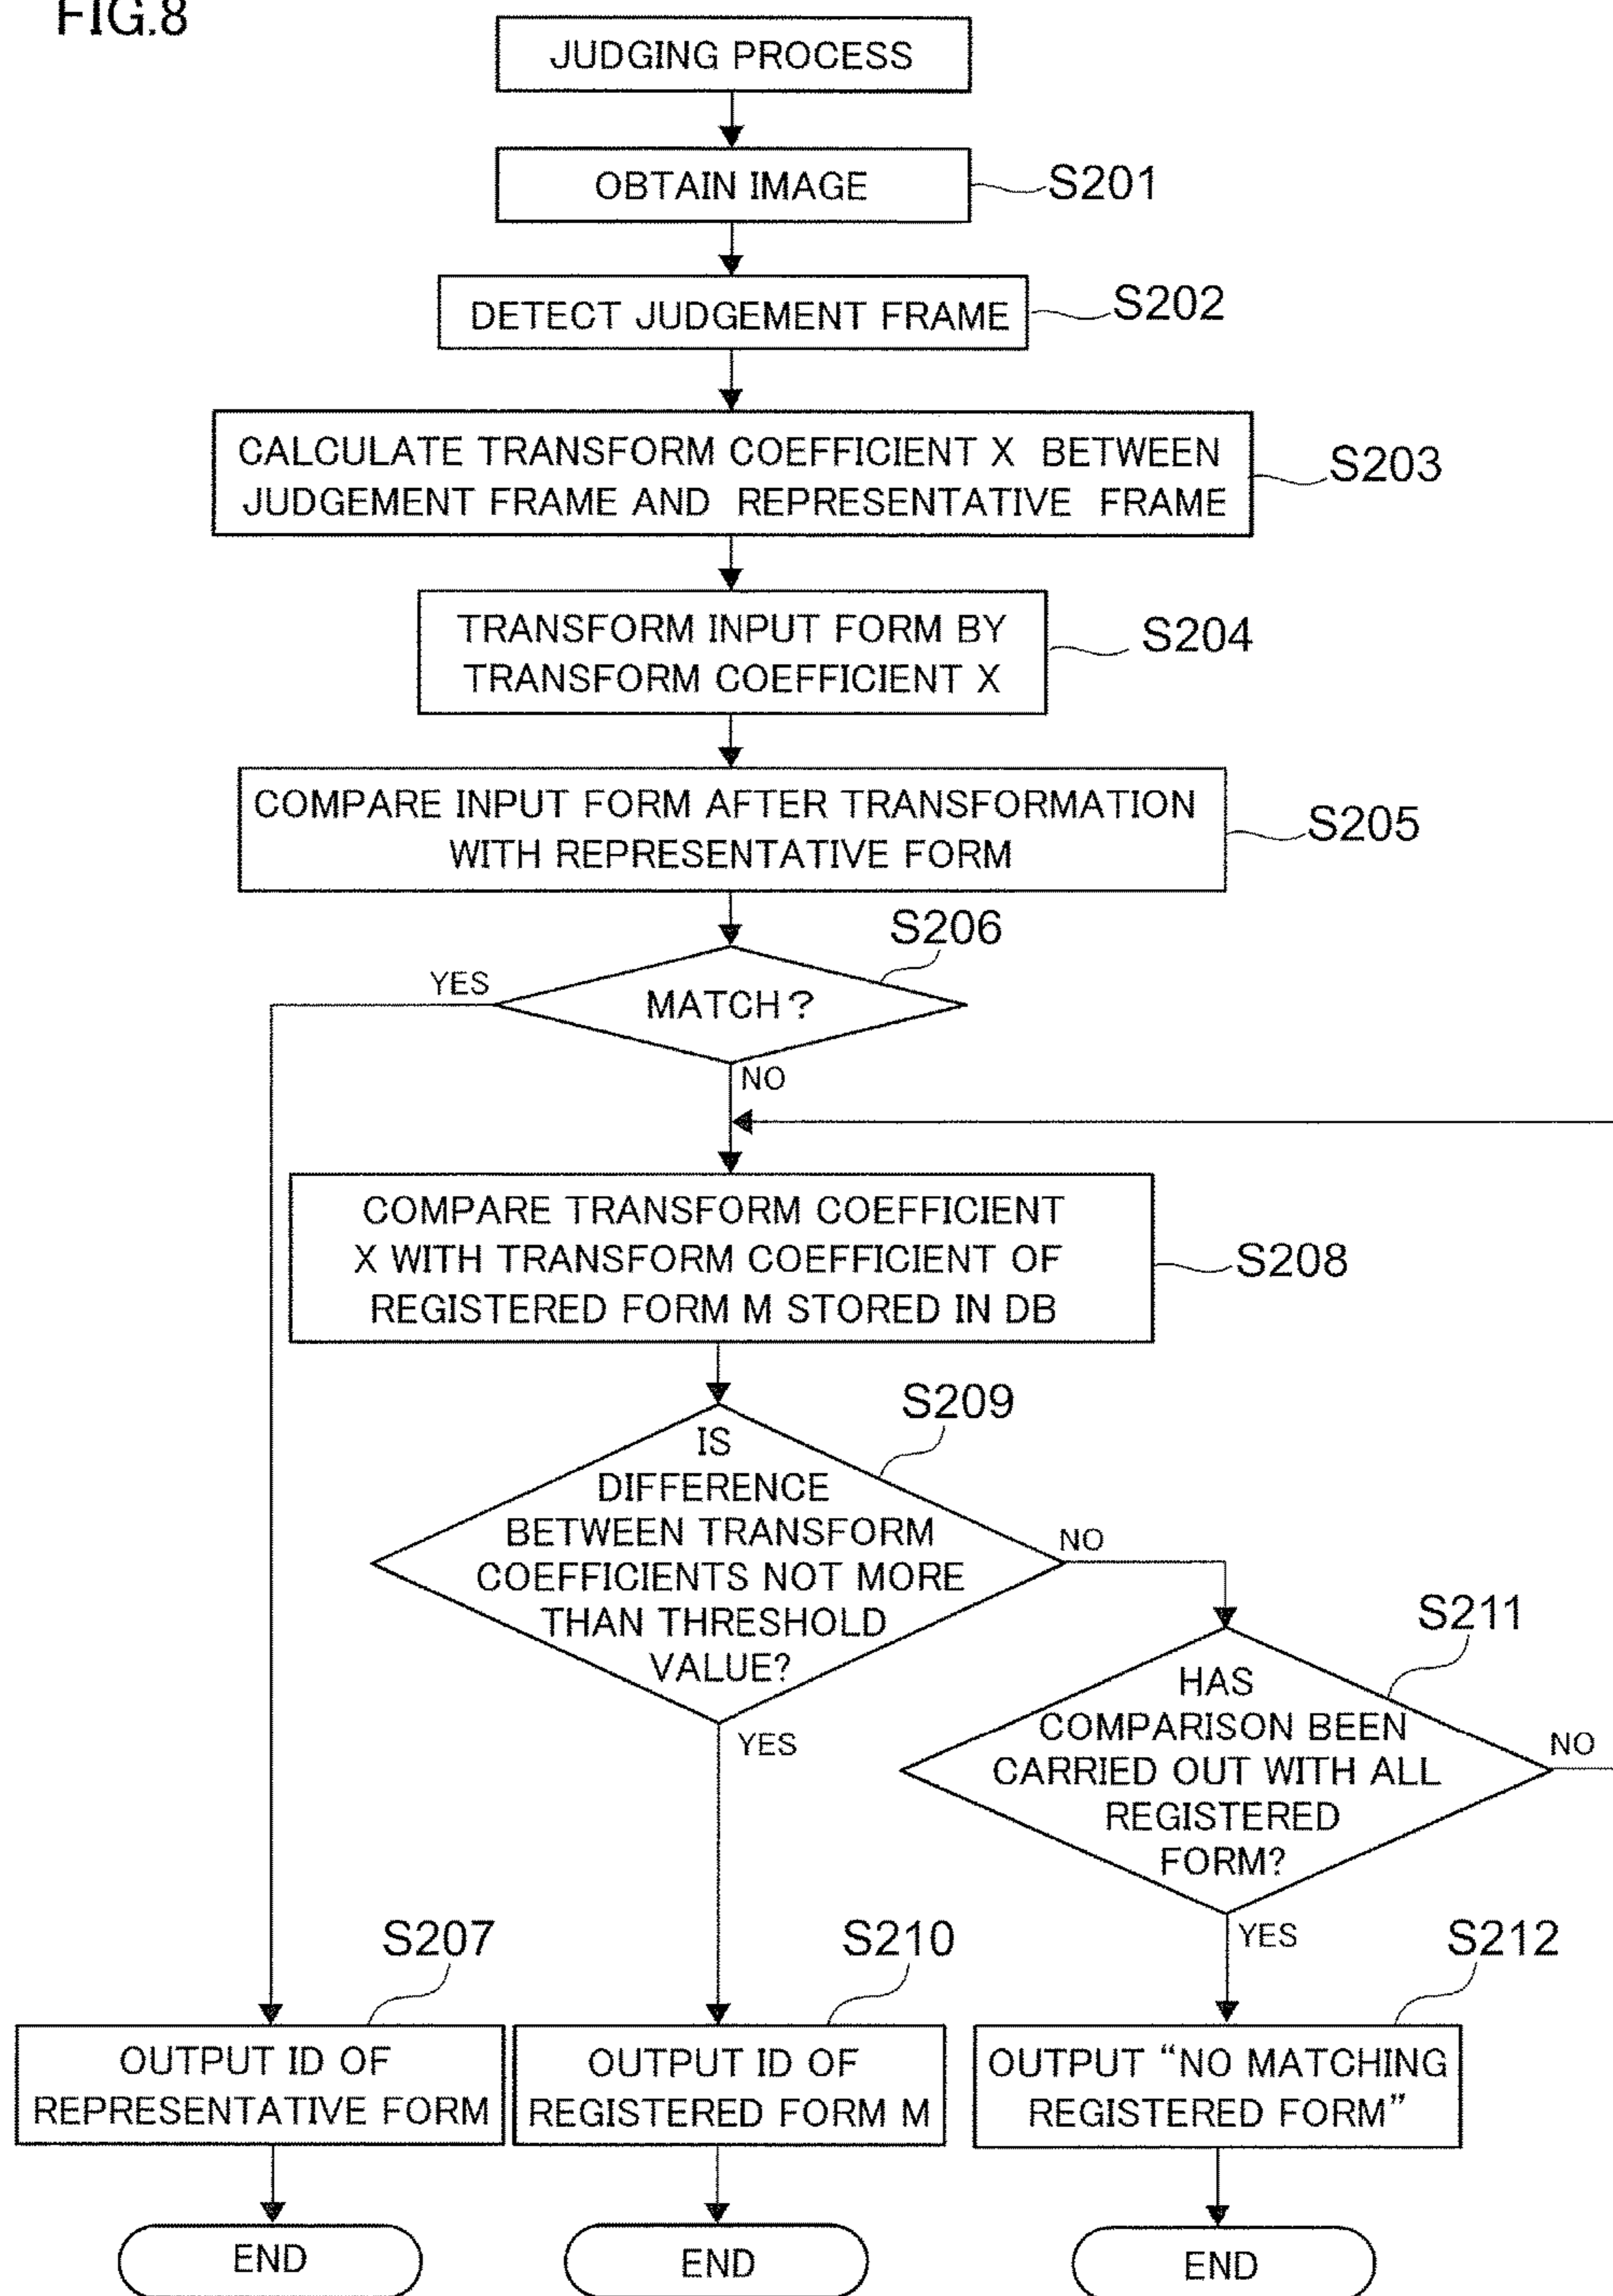 FIG.8
JUDGING PROCESS
OBTAIN IMAGE
S201
DETECT JUDGEMENT FRAME
S202
CALCULATE TRANSFORM COEFFICIENT X BETWEEN
JUDGEMENT FRAME AND REPRESENTATIVE FRAME
S203
TRANSFORM INPUT FORM BY
TRANSFORM COEFFICIENT X
S204
COMPARE INPUT FORM AFTER TRANSFORMATION
WITH REPRESENTATIVE FORM
S205
S206
YES
MATCH?
NO
COMPARE TRANSFORM COEFFICIENT
X WITH TRANSFORM COEFFICIENT OF
REGISTERED FORM M STORED IN DB
S208
S209
IS
DIFFERENCE
BETWEEN TRANSFORM
COEFFICIENTS NOT MORE
THAN THRESHOLD
VALUE?
NO
YES
S211
HAS
COMPARISON BEEN
CARRIED OUT WITH ALL
REGISTERED
FORM?
NO
YES
S207
S210
S212
OUTPUT ID OF
REPRESENTATIVE FORM
OUTPUT ID OF
REGISTERED FORM M
OUTPUT “NO MATCHING
REGISTERED FORM”
END
END
END